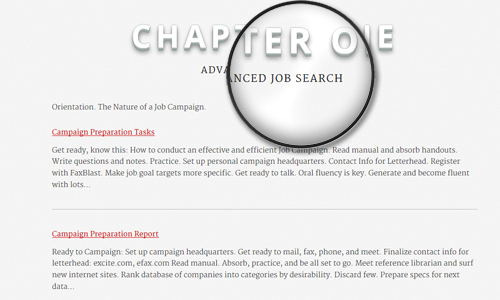 CHAPTER ONE
ADVANCED JOB SEARCH
Orientation. The Nature of a Job Campaign.
Campaign Preparation Tasks
Get ready, know this: How to conduct an effective and efficient Job Campaign. Read manual and absorb handouts.
Write questions and notes. Practice. Set up personal campaign headquarters. Contact Info for Letterhead. Register
with FaxBlast. Make job goal targets more specific. Get ready to talk. Oral fluency is key. Generate and become fluent
with lots...
Campaign Preparation Report
Ready to Campaign: Set up campaign headquarters. Get ready to mail, fax, phone, and meet. Finalize contact info for
letterhead: excite.com, efax.com Read manual. Absorb, practice, and be all set to go. Meet reference librarian and surf
new internet sites. Rank database of companies into categories by desirability. Discard few. Prepare specs for next
data...